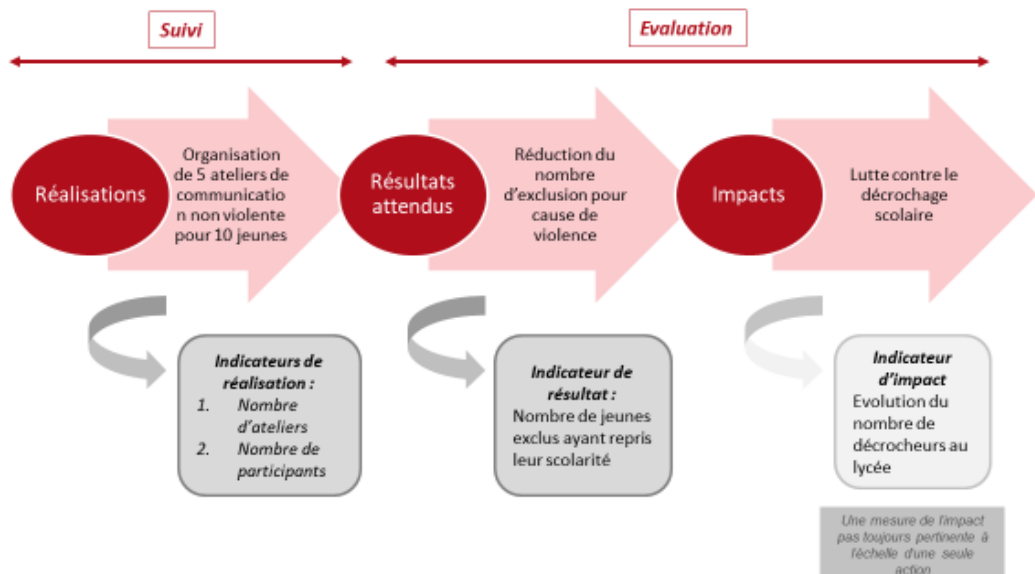 Suivi
Evaluation
Réalisations
Organisation
de 5 ateliers de
communicatio
n non violente
pour 10 jeunes
Résultats
attendus
Réduction du
nombre
d'exclusion pour
cause de
violence
Impacts
Lutte contre le
décrochage
scolaire
Indicateurs de
réalisation :
1. Nombre
d'ateliers
2. Nombre de
participants
Indicateur de
résultat :
Nombre de jeunes
exclus ayant repris
leur scolarité
Indicateur
d'impact
Evolution du
nombre de
décrocheurs au
lycée
Une mesure de l'impact
pas toujours pertinente à
l'échelle d'une seule
action